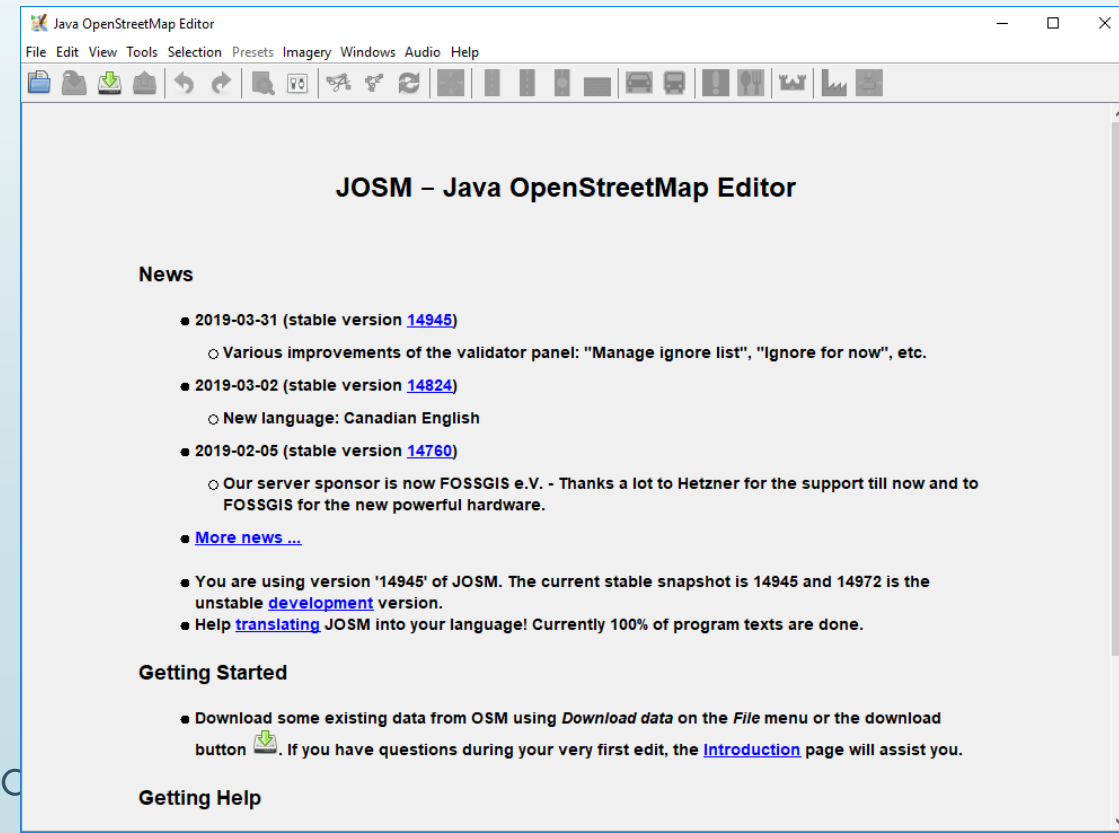 Java OpenStreetMap Editor
File Edit View Tools Selection Presets Imagery Windows Audio Help
JOSM – Java OpenStreetMap Editor
News
2019-03-31 (stable version 14945)
Various improvements of the validator panel: "Manage ignore list", "Ignore for now", etc.
2019-03-02 (stable version 14824)
New language: Canadian English
2019-02-05 (stable version 14760)
Our server sponsor is now FOSSGIS e.V. - Thanks a lot to Hetzner for the support till now and to
FOSSGIS for the new powerful hardware.
More news ...
You are using version '14945' of JOSM. The current stable snapshot is 14945 and 14972 is the
unstable development version.
Help translating JOSM into your language! Currently 100% of program texts are done.
Getting Started
Download some existing data from OSM using Download data on the File menu or the download
button . If you have questions during your very first edit, the Introduction page will assist you.
Getting Help